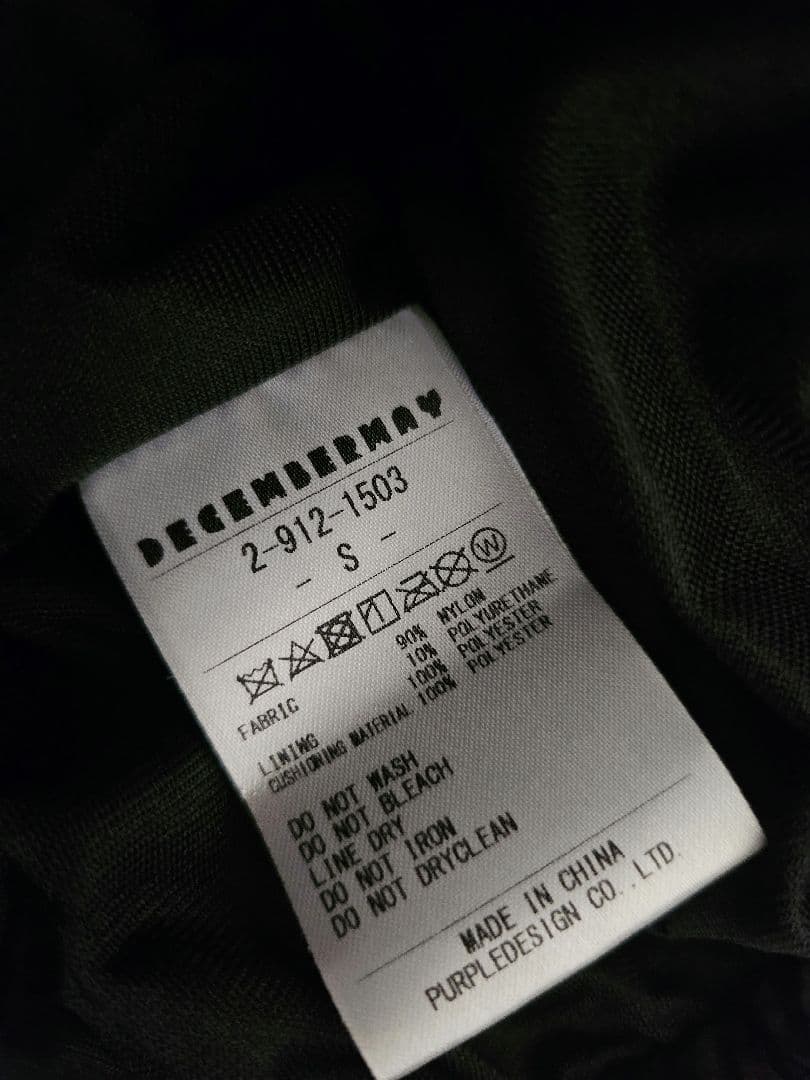 DECEMBERMAY
2-912-1503
- S -
W
FABRIC 90% NYLON
10% POLYURETHANE
LINING 100% POLYESTER
CUSHIONING MATERIAL 100% POLYESTER
DO NOT WASH
DO NOT BLEACH
LINE DRY
DO NOT IRON
DO NOT DRYCLEAN
MADE IN CHINA
PURPLEDESIGN CO.,LTD.